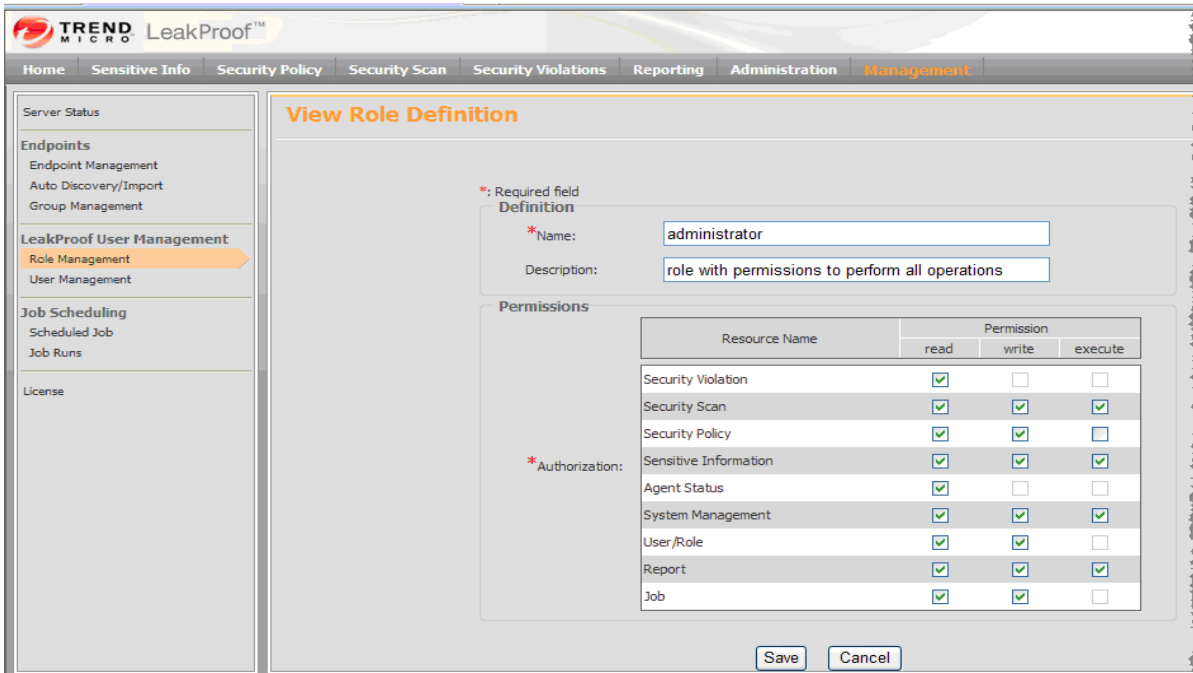 TREND MICRO LeakProof™
Home Sensitive Info Security Policy Security Scan Security Violations Reporting Administration Management
Server Status
Endpoints
Endpoint Management
Auto Discovery/Import
Group Management
LeakProof User Management
Role Management
User Management
Job Scheduling
Scheduled Job
Job Runs
License
View Role Definition
*: Required field
Definition
*Name: administrator
Description: role with permissions to perform all operations
Permissions
*Authorization:
Resource Name Permission
read write execute
Security Violation
Security Scan
Security Policy
Sensitive Information
Agent Status
System Management
User/Role
Report
Job
Save Cancel